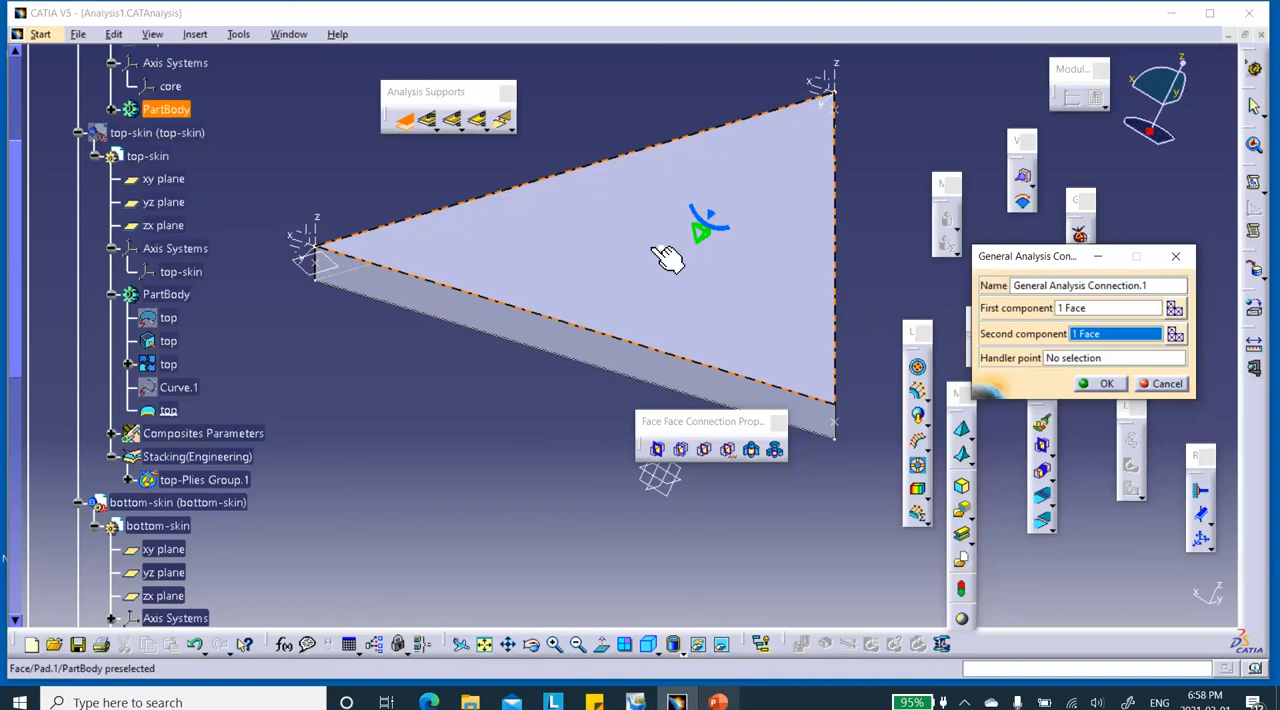 CATIA V5 - [Analysis1.CATAnalysis]
Start File Edit View Insert Tools Window Help
Axis Systems
core
PartBody
top-skin (top-skin)
top-skin
xy plane
yz plane
zx plane
Axis Systems
top-skin
PartBody
top
top
top
Curve.1
top
Composites Parameters
Stacking(Engineering)
top-Plies Group.1
bottom-skin (bottom-skin)
bottom-skin
xy plane
yz plane
zx plane
Axis Systems
Analysis Supports
z
x
y
z
x
Face Face Connection Prop...
Modul...
z
x
y
V
M
G
General Analysis Con...
Name General Analysis Connection.1
First component 1 Face
Second component 1 Face
Handler point No selection
OK Cancel
L
M
L
R
z
x
y
CATIA
Face/Pad.1/PartBody preselected
Type here to search
95%
ENG
6:58 PM